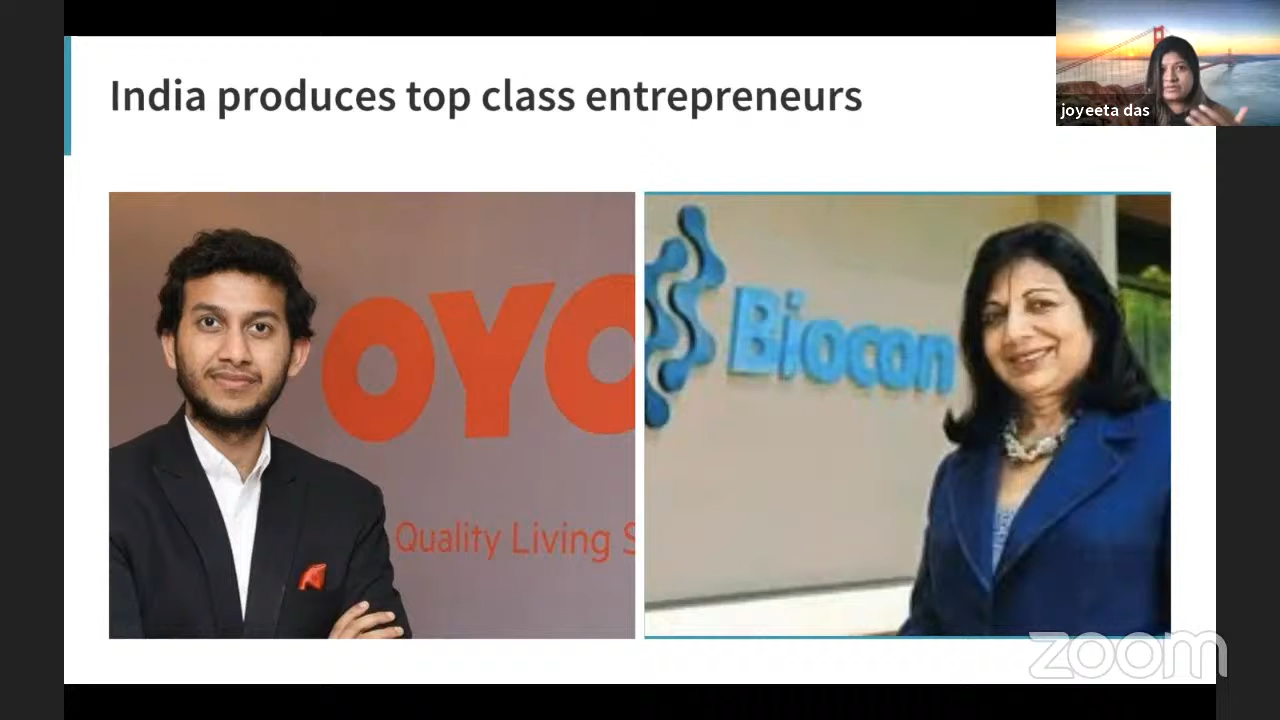 India produces top class entrepreneurs
joyeeta das
OYO
Quality Living S
Biocon
zoom